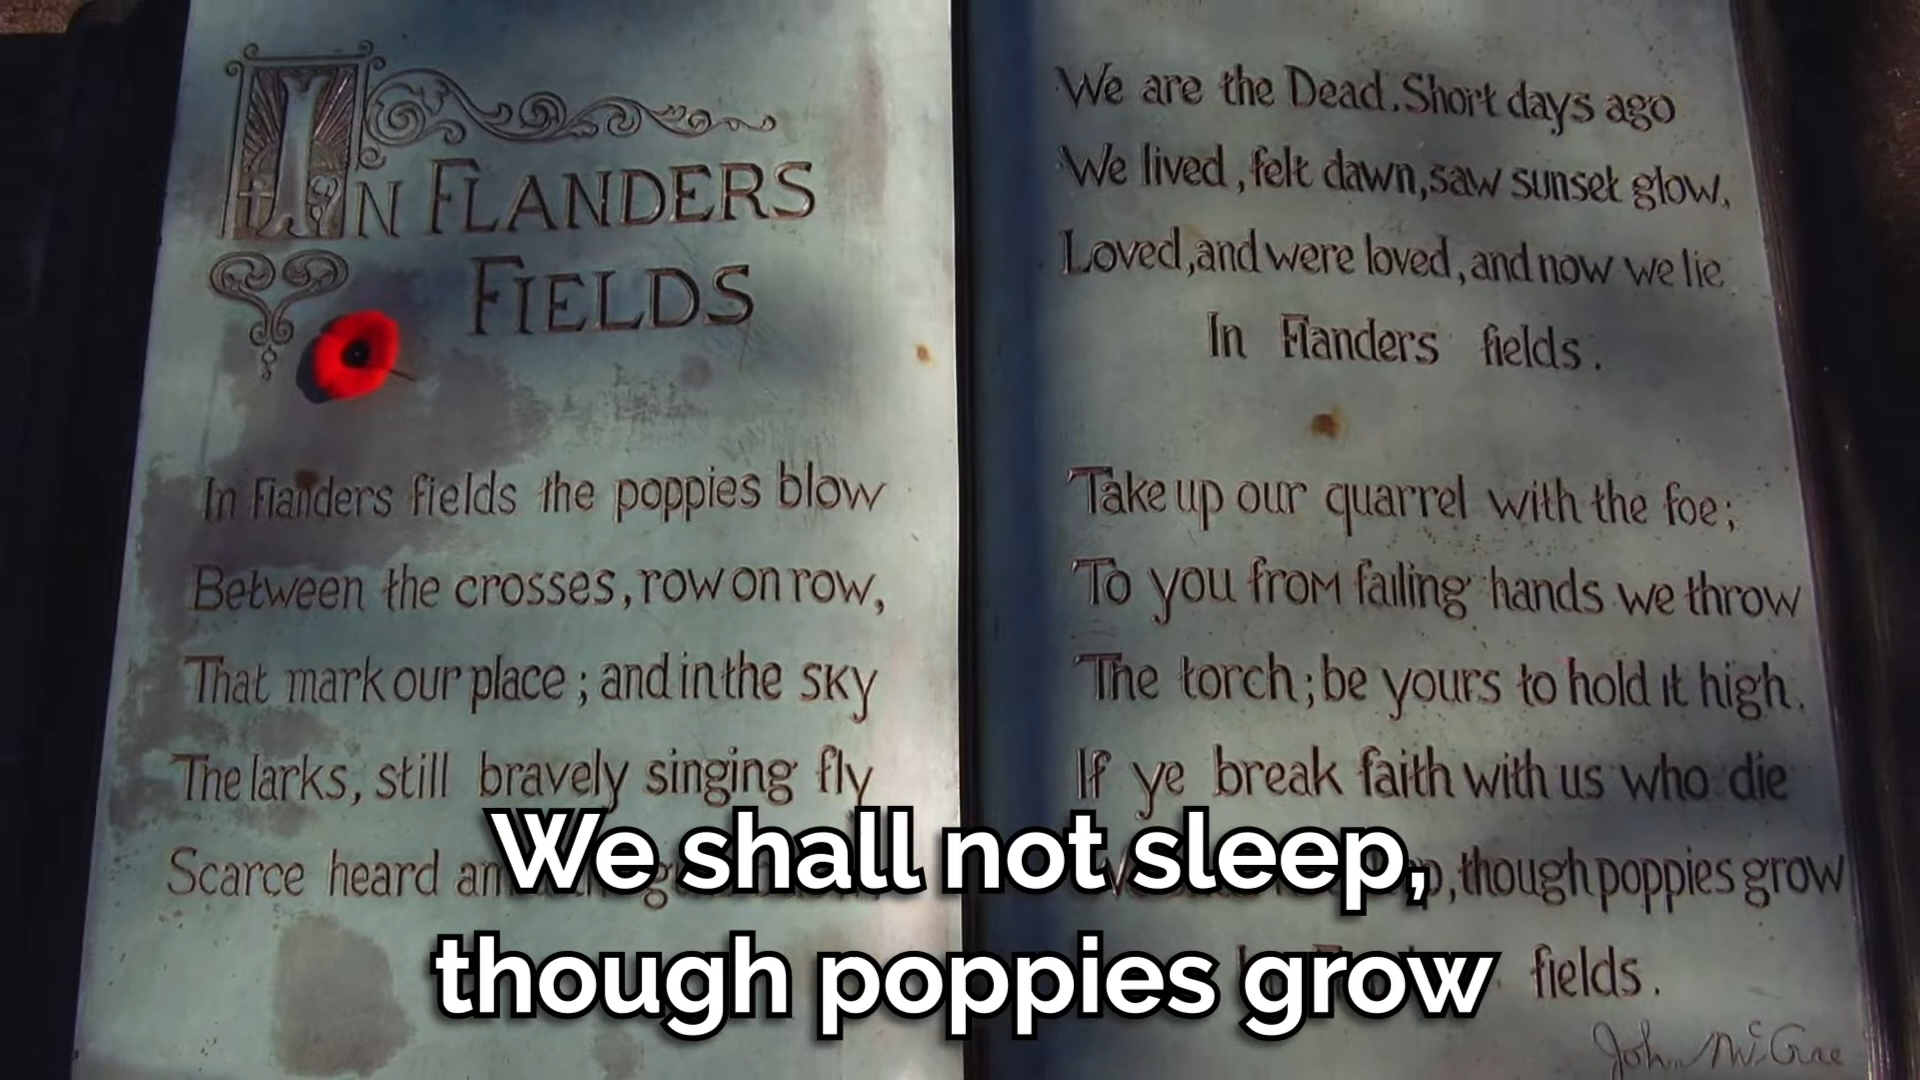 IN FLANDERS
FIELDS
In Flanders fields the poppies blow
Between the crosses, row on row,
That mark our place; and in the sky
The larks, still bravely singing fly
Scarce heard
We are the Dead. Short days ago
We lived, felt dawn, saw sunset glow,
Loved, and were loved, and now we lie
In Flanders fields.
Take up our quarrel with the foe;
To you from failing hands we throw
The torch; be yours to hold it high.
If ye break faith with us who die
, though poppies grow
fields.
John McCrae
We shall not sleep,
though poppies grow